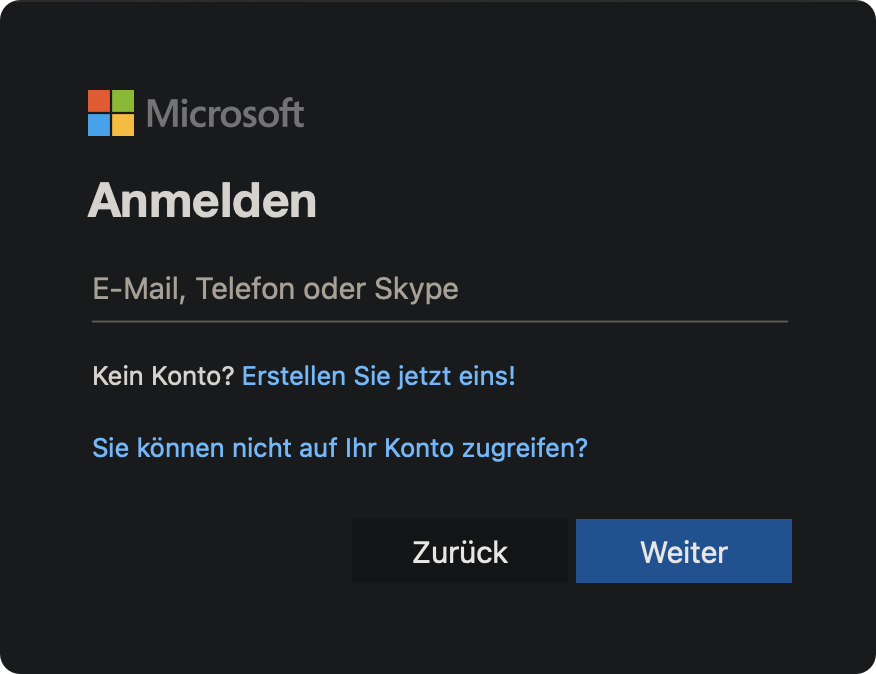 Microsoft
Anmelden
E-Mail, Telefon oder Skype
Kein Konto? Erstellen Sie jetzt eins!
Sie können nicht auf Ihr Konto zugreifen?
Zurück
Weiter